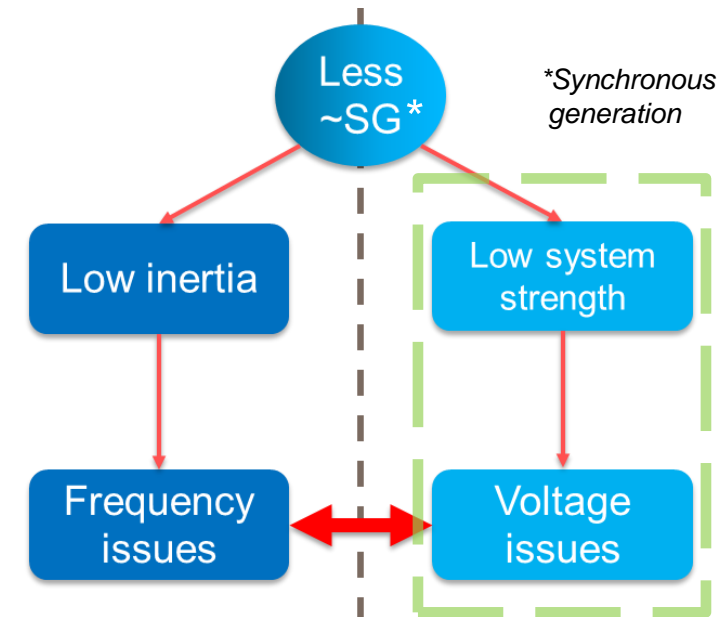 Less
~SG*
*Synchronous
generation
Low inertia
Low system
strength
Frequency
issues
Voltage
issues